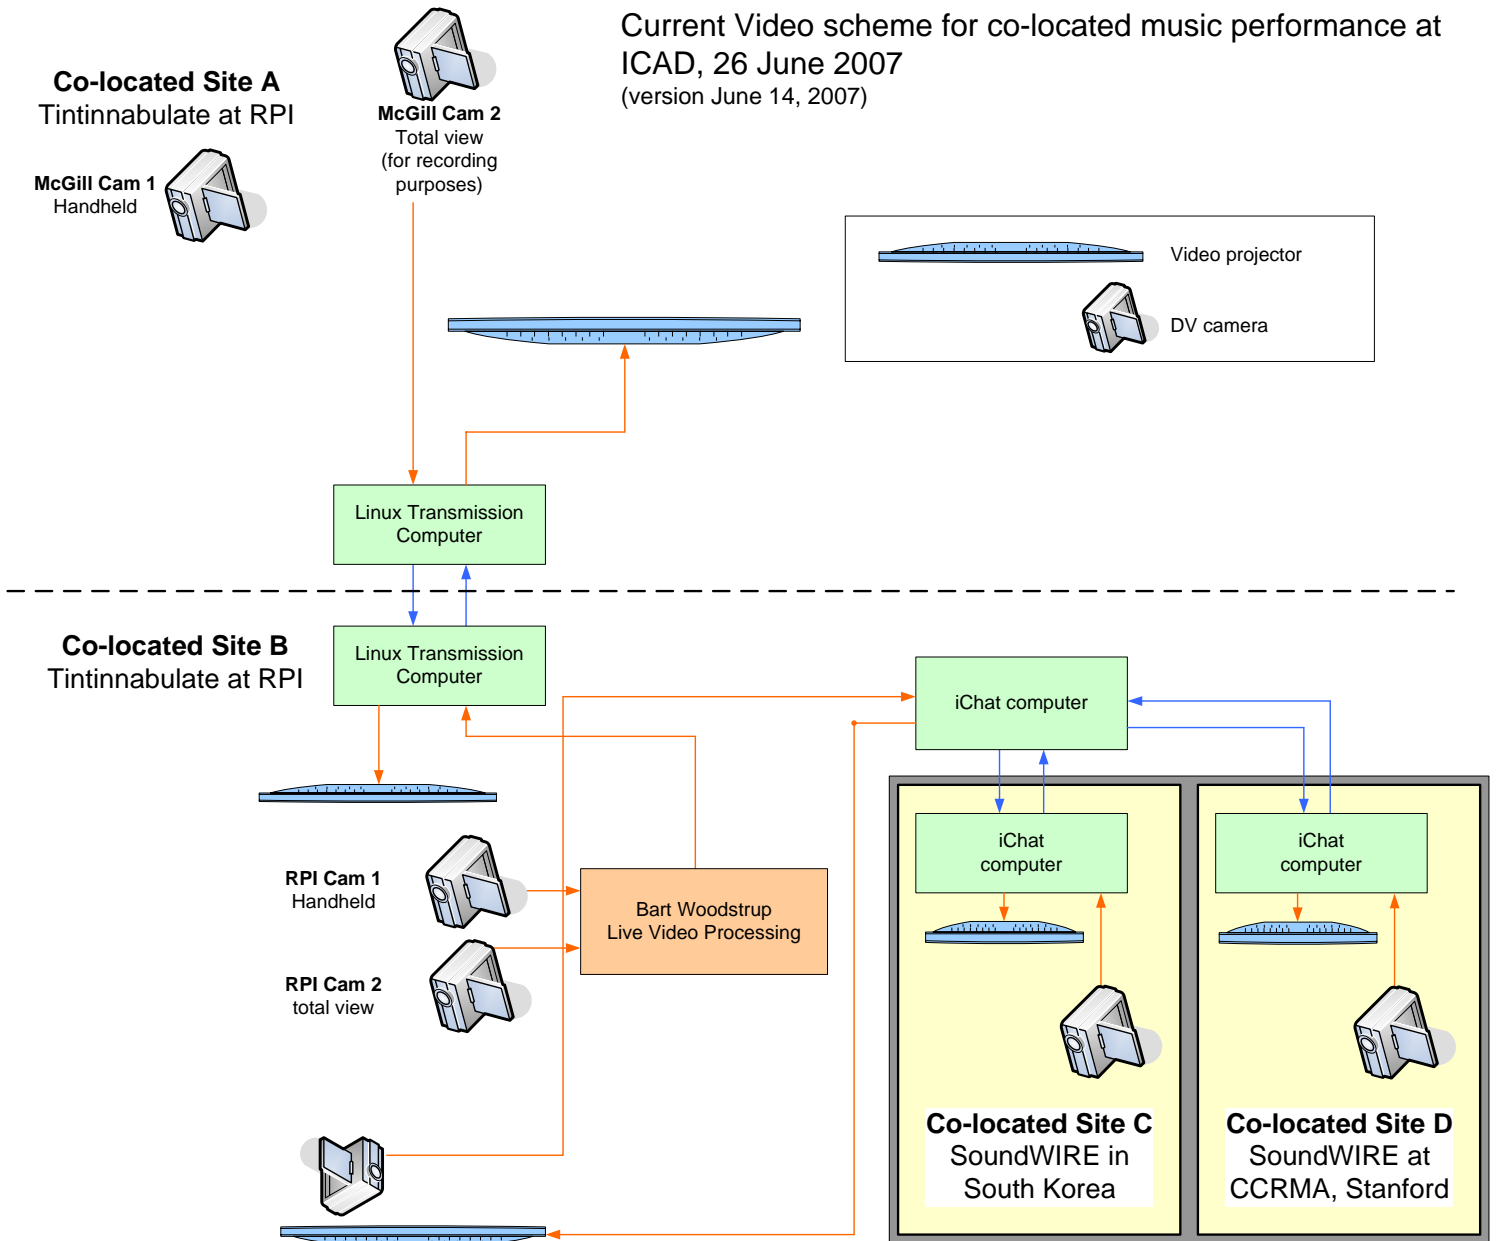 Current Video scheme for co-located music performance at
ICAD, 26 June 2007
(version June 14, 2007)
Co-located Site A
Tintinnabulate at RPI
McGill Cam 2
Total view
(for recording
purposes)
McGill Cam 1
Handheld
Video projector
DV camera
Linux Transmission
Computer
Co-located Site B
Tintinnabulate at RPI
Linux Transmission
Computer
iChat computer
iChat
computer
iChat
computer
RPI Cam 1
Handheld
Bart Woodstrup
Live Video Processing
RPI Cam 2
total view
Co-located Site C
SoundWIRE in
South Korea
Co-located Site D
SoundWIRE at
CCRMA, Stanford